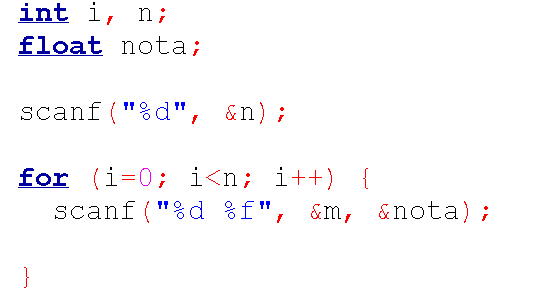 int i, n;
float nota;
scanf("%d", &n);
for (i=0; i<n; i++) {
scanf("%d %f", &m, &nota);
}